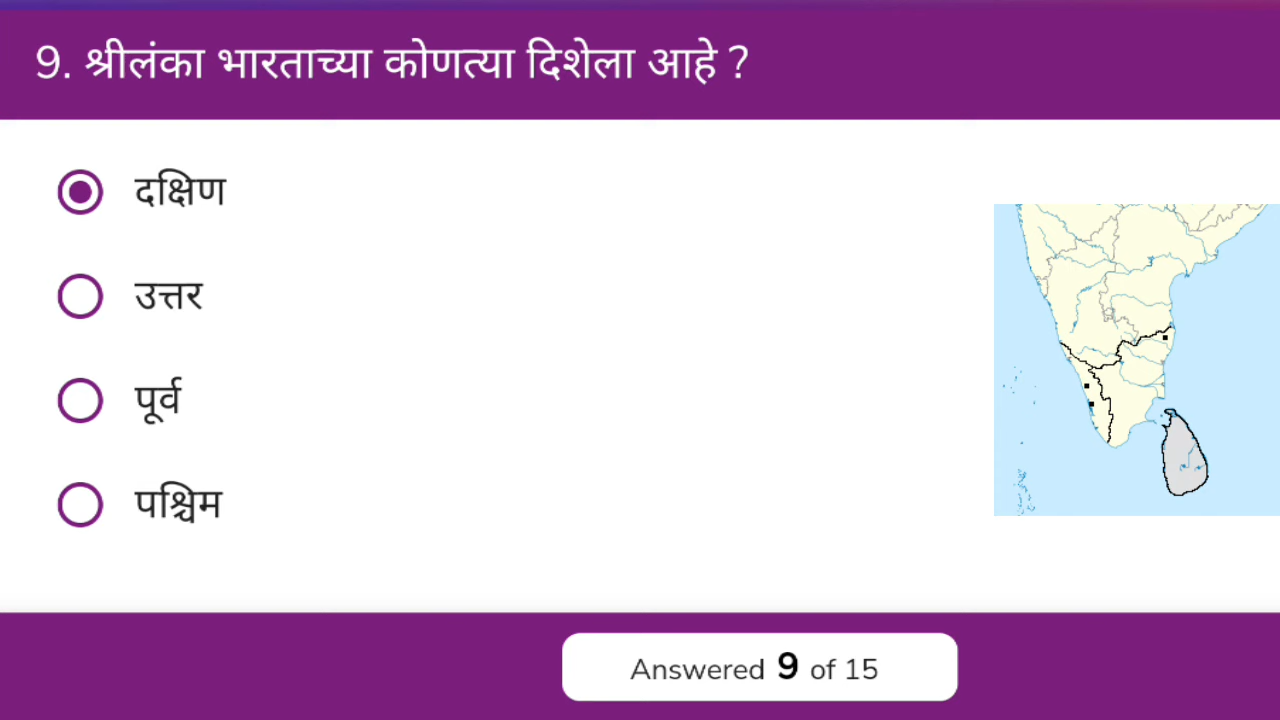 9. श्रीलंका भारताच्या कोणत्या दिशेला आहे ?
दक्षिण
उत्तर
पूर्व
पश्चिम
Answered 9 of 15